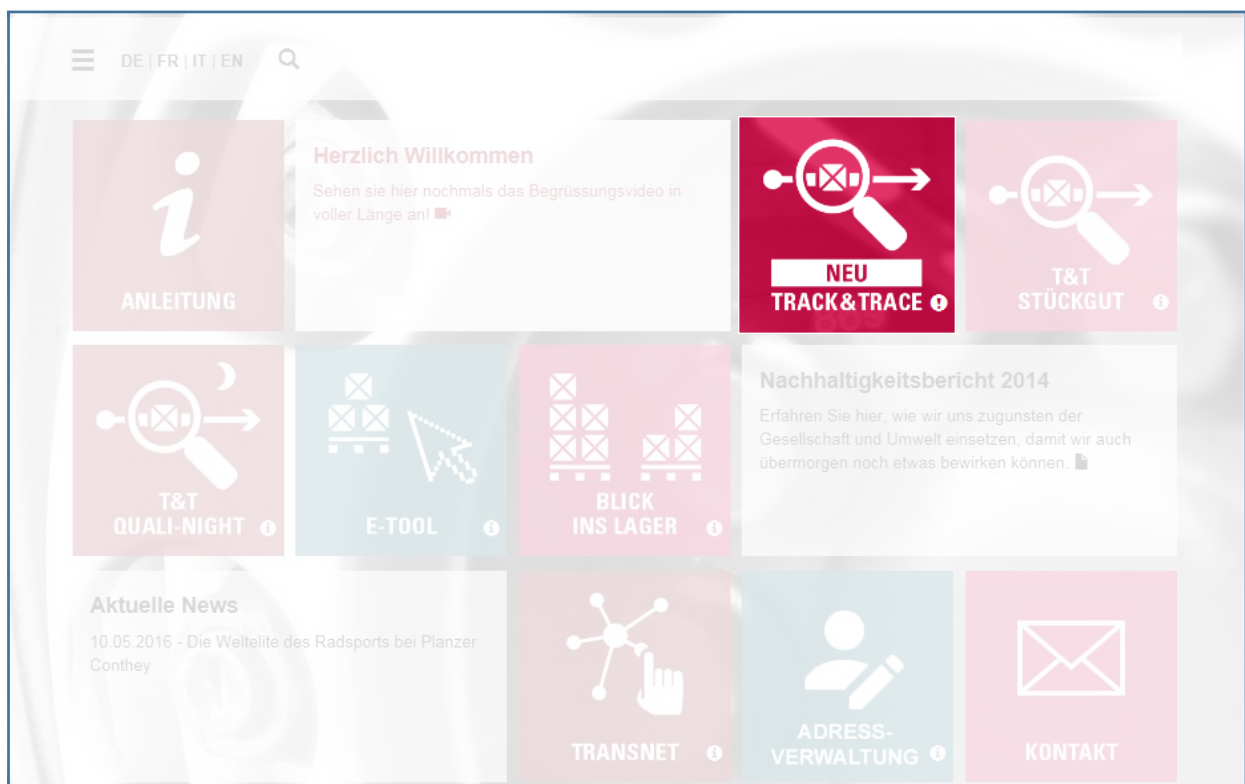 DE | FR | IT | EN
ANLEITUNG
Herzlich Willkommen
Sehen sie hier nochmals das Begrüssungsvideo in
voller Länge an!
NEU
TRACK&TRACE
T&T
STÜCKGUT
T&T
QUALI-NIGHT
E-TOOL
BLICK
INS LAGER
Nachhaltigkeitsbericht 2014
Erfahren Sie hier, wie wir uns zugunsten der
Gesellschaft und Umwelt einsetzen, damit wir auch
übermorgen noch etwas bewirken können.
Aktuelle News
10.05.2016 - Die Weltelite des Radsports bei Planzer
Conthey
TRANSNET
ADRESS-
VERWALTUNG
KONTAKT